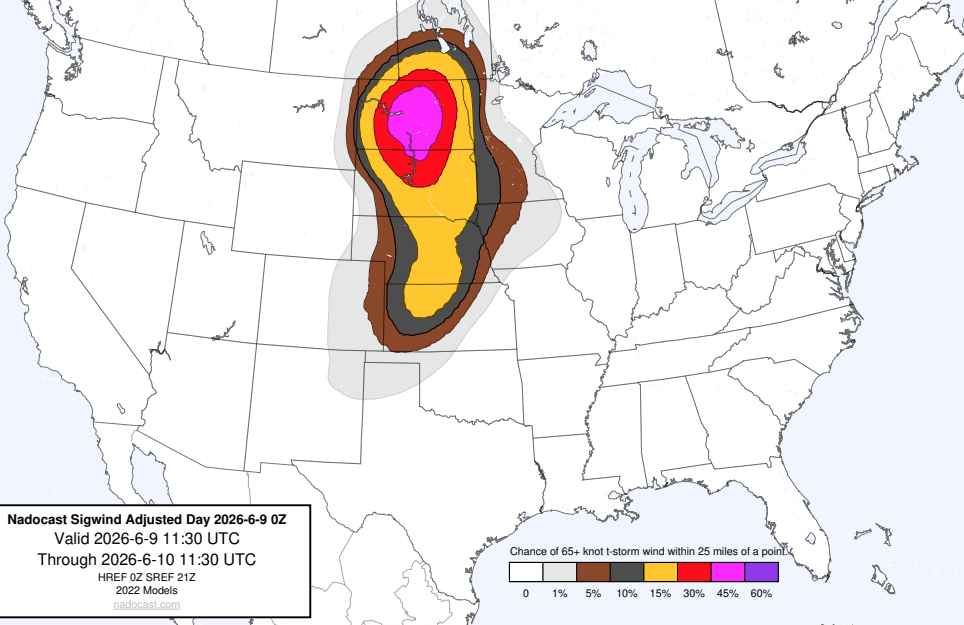 Nadocast Sigwind Adjusted Day 2026-6-9 0Z
Valid 2026-6-9 11:30 UTC
Through 2026-6-10 11:30 UTC
HREF 0Z SREF 21Z
2022 Models
nadocast.com
Chance of 65+ knot t-storm wind within 25 miles of a point.
0 1% 5% 10% 15% 30% 45% 60%